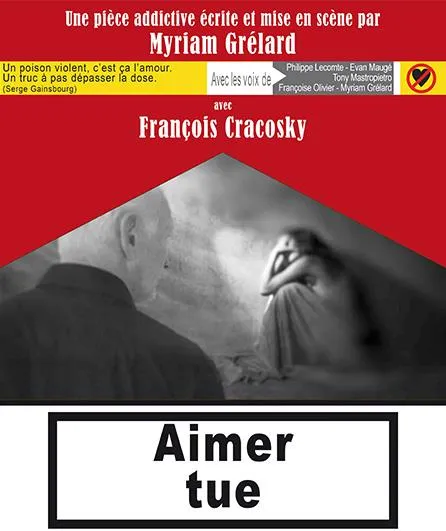 Une pièce addictive écrite et mise en scène par
Myriam Grélard
Un poison violent, c'est ça l'amour.
Un truc à pas dépasser la dose.
(Serge Gainsbourg)
Avec les voix de
Philippe Lecomte - Evan Maugé
Tony Mastropietro
Françoise Olivier - Myriam Grélard
avec
François Cracosky
Aimer
tue